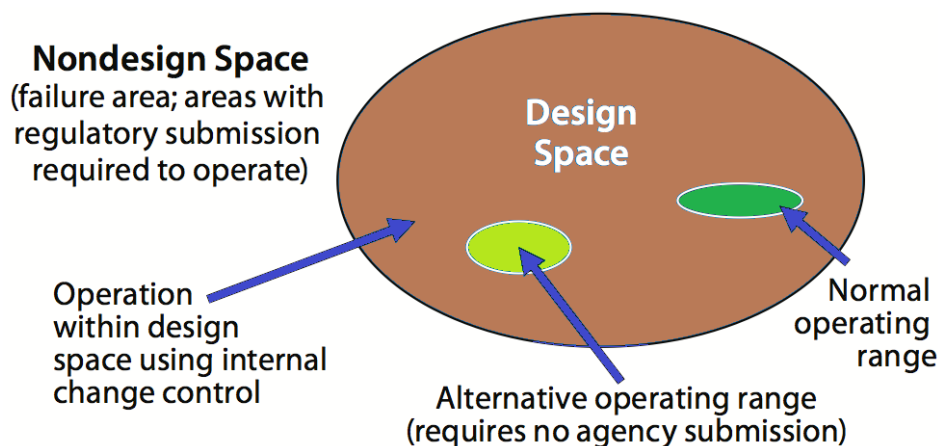 Nondesign Space
(failure area; areas with
regulatory submission
required to operate)
Design
Space
Operation
within design
space using internal
change control
Alternative operating range
(requires no agency submission)
Normal
operating
range